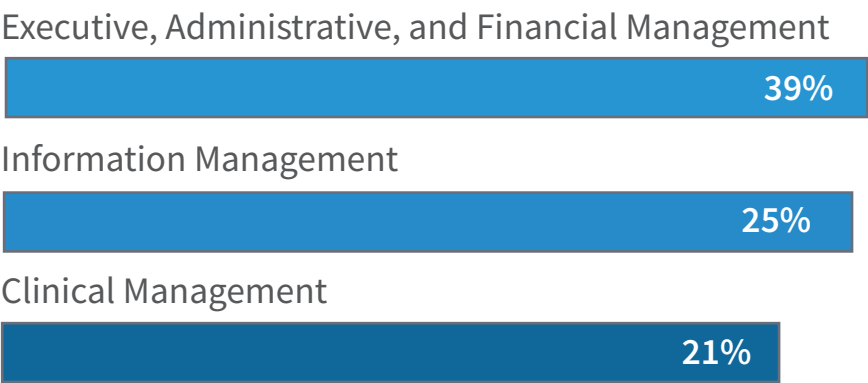 Executive, Administrative, and Financial Management
39%
Information Management
25%
Clinical Management
21%